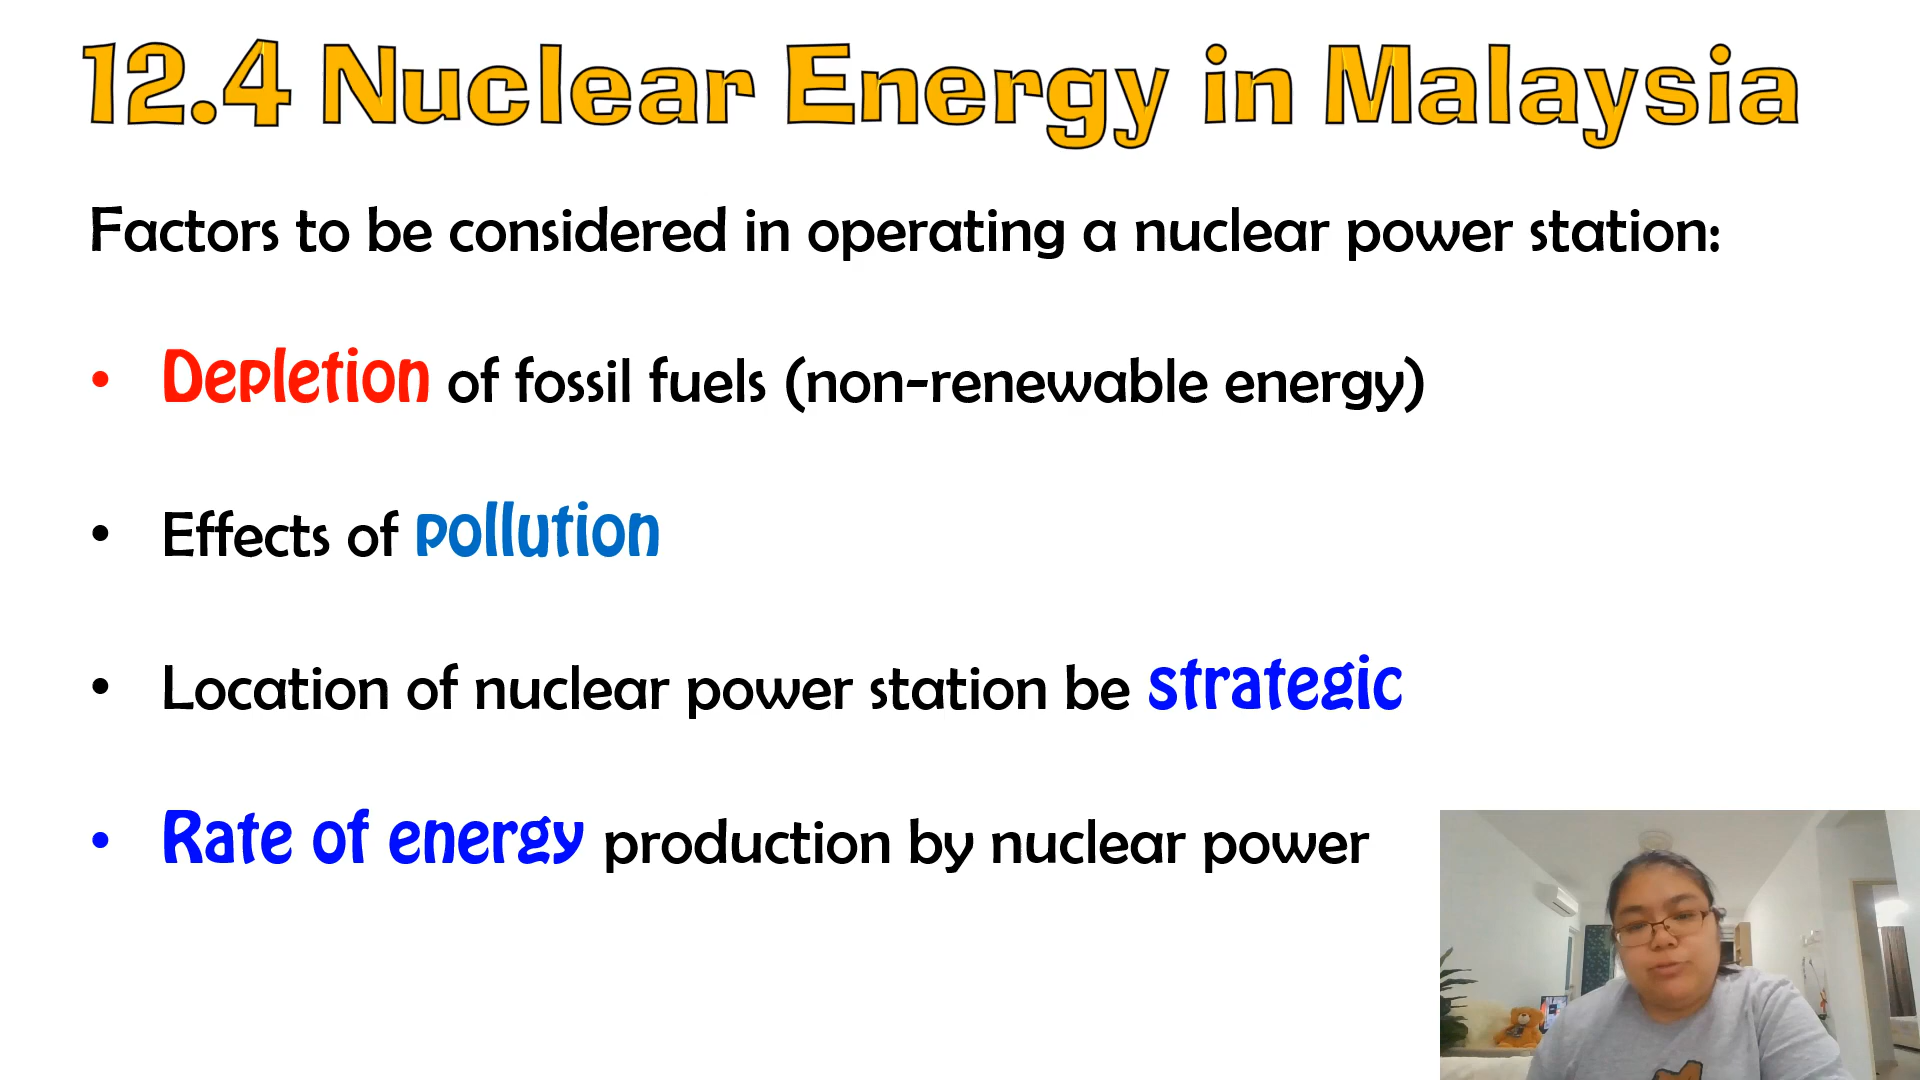 12.4 Nuclear Energy in Malaysia
Factors to be considered in operating a nuclear power station:
• Depletion of fossil fuels (non-renewable energy)
• Effects of pollution
• Location of nuclear power station be strategic
• Rate of energy production by nuclear power